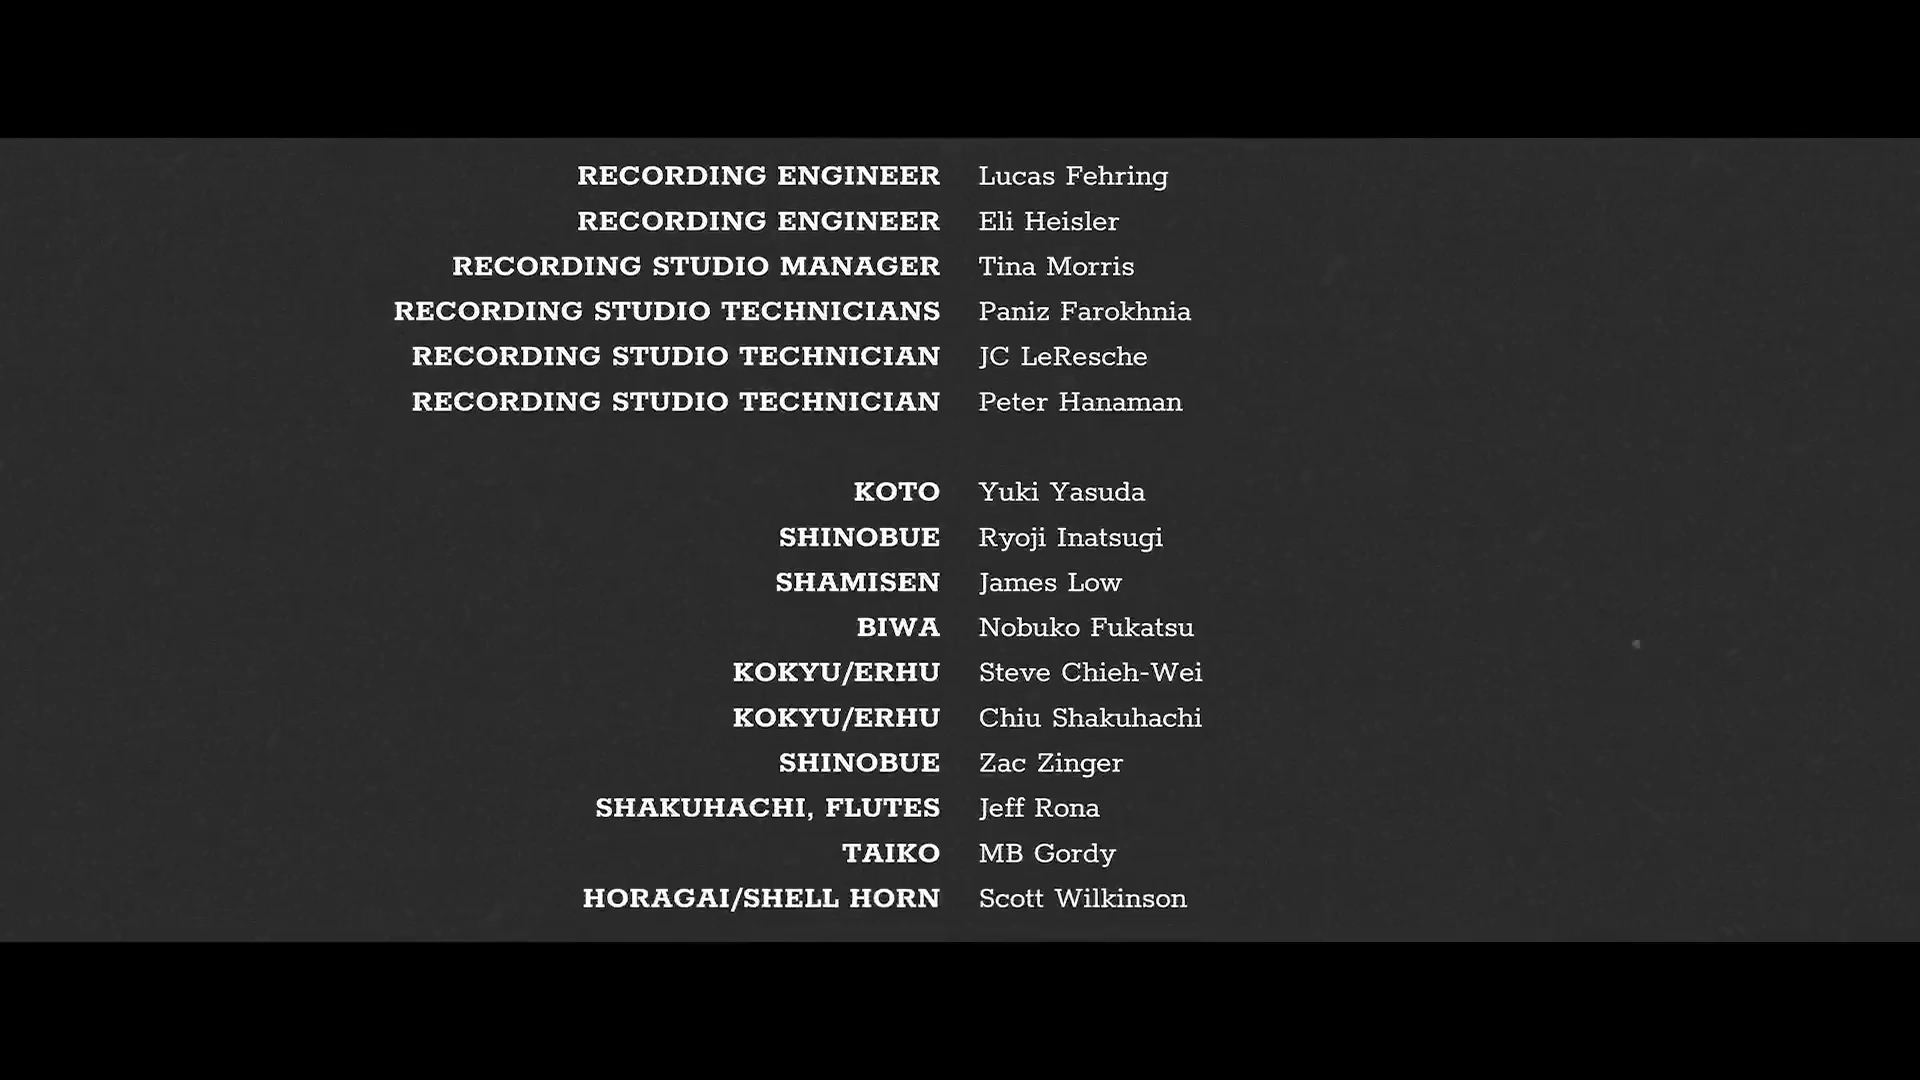 RECORDING ENGINEER Lucas Fehring
RECORDING ENGINEER Eli Heisler
RECORDING STUDIO MANAGER Tina Morris
RECORDING STUDIO TECHNICIANS Paniz Farokhnia
RECORDING STUDIO TECHNICIAN JC LeResche
RECORDING STUDIO TECHNICIAN Peter Hanaman
KOTO Yuki Yasuda
SHINOBUE Ryoji Inatsugi
SHAMISEN James Low
BIWA Nobuko Fukatsu
KOKYU/ERHU Steve Chieh-Wei
KOKYU/ERHU Chiu Shakuhachi
SHINOBUE Zac Zinger
SHAKUHACHI, FLUTES Jeff Rona
TAIKO MB Gordy
HORAGAI/SHELL HORN Scott Wilkinson